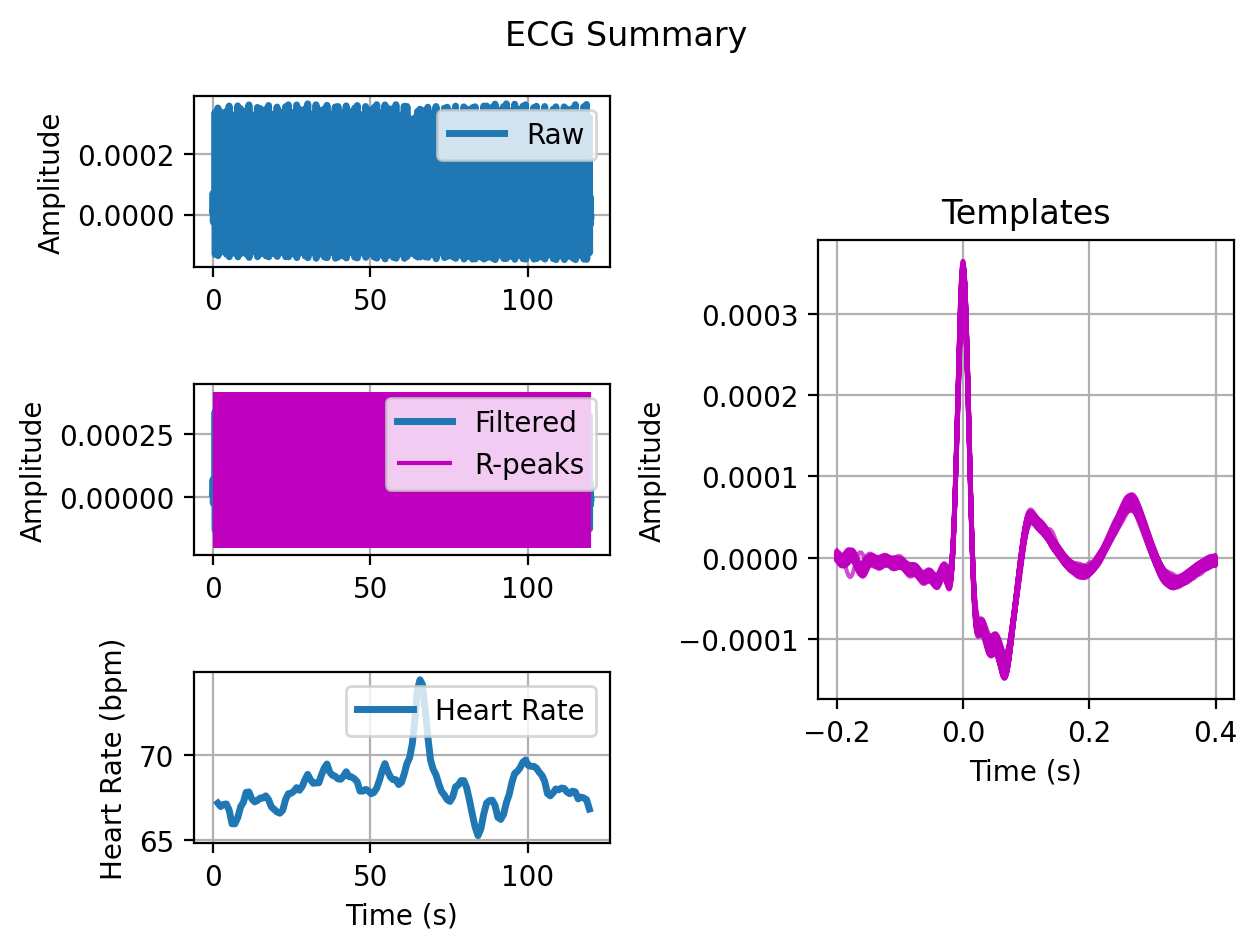 ECG Summary
Amplitude
0.0002
0.0000
Raw
0 50 100
Amplitude
0.00025
0.00000
Filtered
R-peaks
0 50 100
Heart Rate (bpm)
70
65
Heart Rate
0 50 100
Time (s)
Templates
Amplitude
0.0003
0.0002
0.0001
0.0000
−0.0001
−0.2 0.0 0.2 0.4
Time (s)